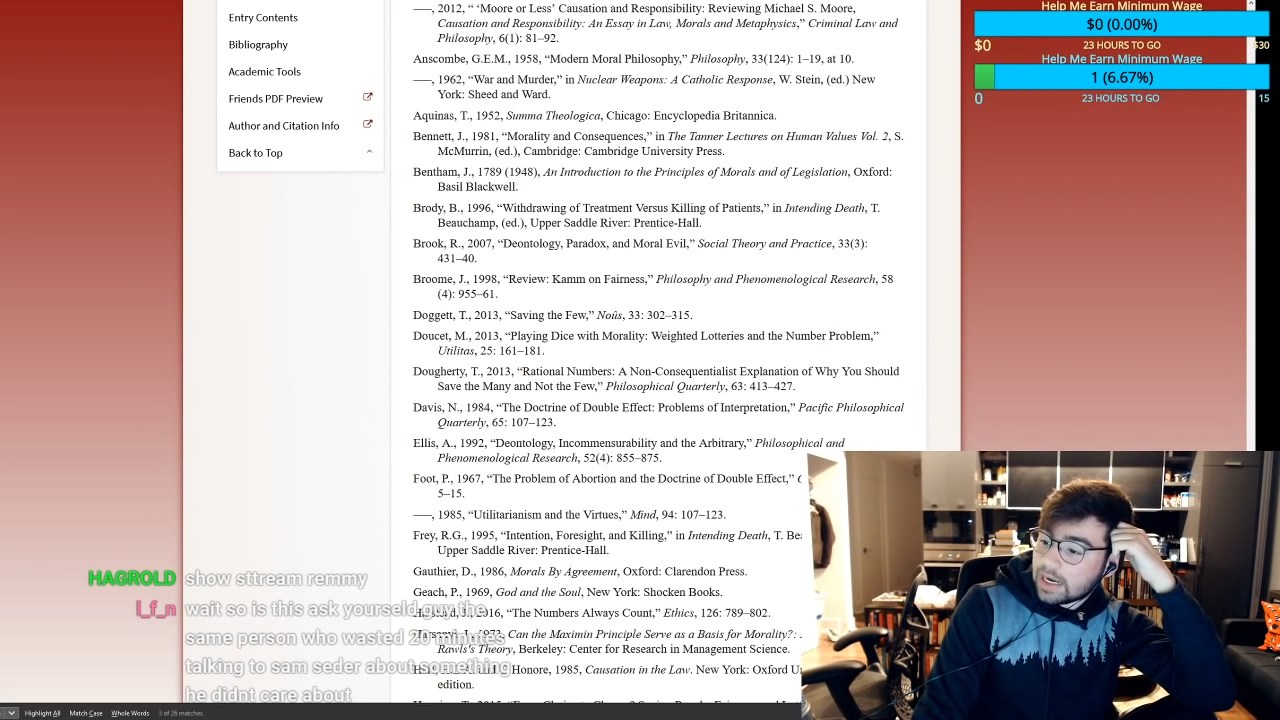 Entry Contents
Bibliography
Academic Tools
Friends PDF Preview
Author and Citation Info
Back to Top
——, 2012, “ ‘Moore or Less’ Causation and Responsibility: Reviewing Michael S. Moore,
Causation and Responsibility: An Essay in Law, Morals and Metaphysics,” Criminal Law and
Philosophy, 6(1): 81–92.
Anscombe, G.E.M., 1958, “Modern Moral Philosophy,” Philosophy, 33(124): 1–19, at 10.
——, 1962, “War and Murder,” in Nuclear Weapons: A Catholic Response, W. Stein, (ed.) New
York: Sheed and Ward.
Aquinas, T., 1952, Summa Theologica, Chicago: Encyclopedia Britannica.
Bennett, J., 1981, “Morality and Consequences,” in The Tanner Lectures on Human Values Vol. 2, S.
McMurrin, (ed.), Cambridge: Cambridge University Press.
Bentham, J., 1789 (1948), An Introduction to the Principles of Morals and of Legislation, Oxford:
Basil Blackwell.
Brody, B., 1996, “Withdrawing of Treatment Versus Killing of Patients,” in Intending Death, T.
Beauchamp, (ed.), Upper Saddle River: Prentice-Hall.
Brook, R., 2007, “Deontology, Paradox, and Moral Evil,” Social Theory and Practice, 33(3):
431–40.
Broome, J., 1998, “Review: Kamm on Fairness,” Philosophy and Phenomenological Research, 58
(4): 955–61.
Doggett, T., 2013, “Saving the Few,” Noûs, 33: 302–315.
Doucet, M., 2013, “Playing Dice with Morality: Weighted Lotteries and the Number Problem,”
Utilitas, 25: 161–181.
Dougherty, T., 2013, “Rational Numbers: A Non-Consequentialist Explanation of Why You Should
Save the Many and Not the Few,” Philosophical Quarterly, 63: 413–427.
Davis, N., 1984, “The Doctrine of Double Effect: Problems of Interpretation,” Pacific Philosophical
Quarterly, 65: 107–123.
Ellis, A., 1992, “Deontology, Incommensurability and the Arbitrary,” Philosophical and
Phenomenological Research, 52(4): 855–875.
Foot, P., 1967, “The Problem of Abortion and the Doctrine of Double Effect,”
5–15.
——, 1985, “Utilitarianism and the Virtues,” Mind, 94: 107–123.
Frey, R.G., 1995, “Intention, Foresight, and Killing,” in Intending Death, T. Be
Upper Saddle River: Prentice-Hall.
Gauthier, D., 1986, Morals By Agreement, Oxford: Clarendon Press.
Geach, P., 1969, God and the Soul, New York: Shocken Books.
J., 2016, “The Numbers Always Count,” Ethics, 126: 789–802.
Can the Maximin Principle Serve as a Basis for Morality?:
Rawls's Theory, Berkeley: Center for Research in Management Science.
Honore, 1985, Causation in the Law. New York: Oxford
edition.
HAGROLD show sttream remmy
l_f_n wait so is this ask yourseld guy the
same person who wasted 20 minutes
talking to sam seder about something
he didnt care about
Help Me Earn Minimum Wage
$0 (0.00%)
$0 23 HOURS TO GO $30
Help Me Earn Minimum Wage
1 (6.67%)
0 23 HOURS TO GO 15
Highlight All Match Case Whole Words 3 of 26 matches